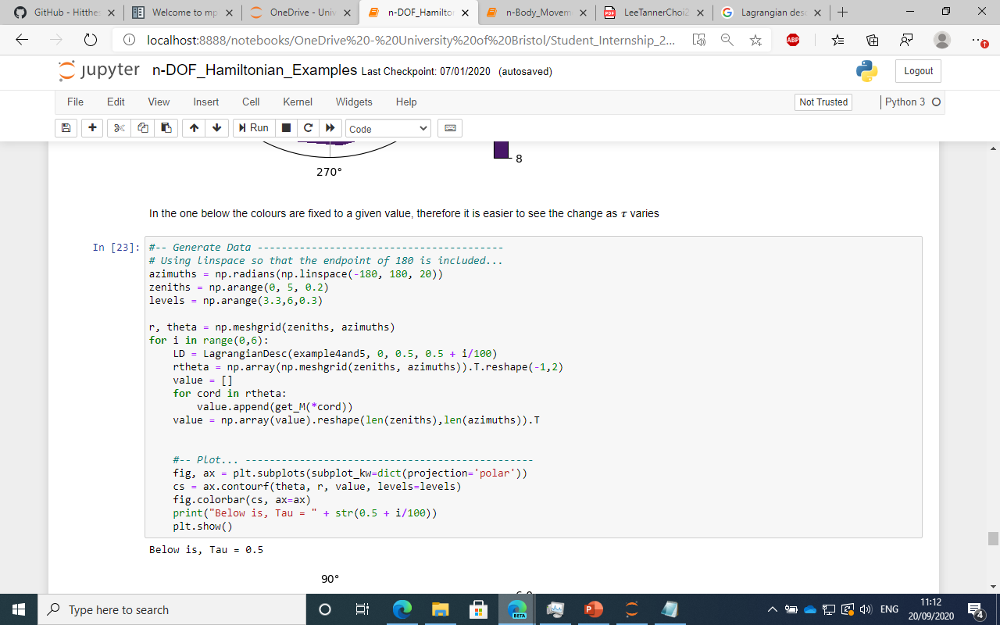 GitHub - Hitthe
Welcome to mp
OneDrive - Univ
n-DOF_Hamilto
n-Body_Movem
LeeTannerChoi2
Lagrangian des
localhost:8888/notebooks/OneDrive%20-%20University%20of%20Bristol/Student_Internship_2...
ABP
jupyter n-DOF_Hamiltonian_Examples Last Checkpoint: 07/01/2020 (autosaved)
Logout
File Edit View Insert Cell Kernel Widgets Help
Not Trusted
Python 3
Run
Code
8
270°
In the one below the colours are fixed to a given value, therefore it is easier to see the change as τ varies
In [23]:
#-- Generate Data -----------------------------------------
# Using linspace so that the endpoint of 180 is included...
azimuths = np.radians(np.linspace(-180, 180, 20))
zeniths = np.arange(0, 5, 0.2)
levels = np.arange(3.3,6,0.3)
r, theta = np.meshgrid(zeniths, azimuths)
for i in range(0,6):
LD = LagrangianDesc(example4and5, 0, 0.5, 0.5 + i/100)
rtheta = np.array(np.meshgrid(zeniths, azimuths)).T.reshape(-1,2)
value = []
for cord in rtheta:
value.append(get_M(*cord))
value = np.array(value).reshape(len(zeniths),len(azimuths)).T
#-- Plot... ------------------------------------------------
fig, ax = plt.subplots(subplot_kw=dict(projection='polar'))
cs = ax.contourf(theta, r, value, levels=levels)
fig.colorbar(cs, ax=ax)
print("Below is, Tau = " + str(0.5 + i/100))
plt.show()
Below is, Tau = 0.5
90°
Type here to search
BETA
ENG
11:12
20/09/2020
4